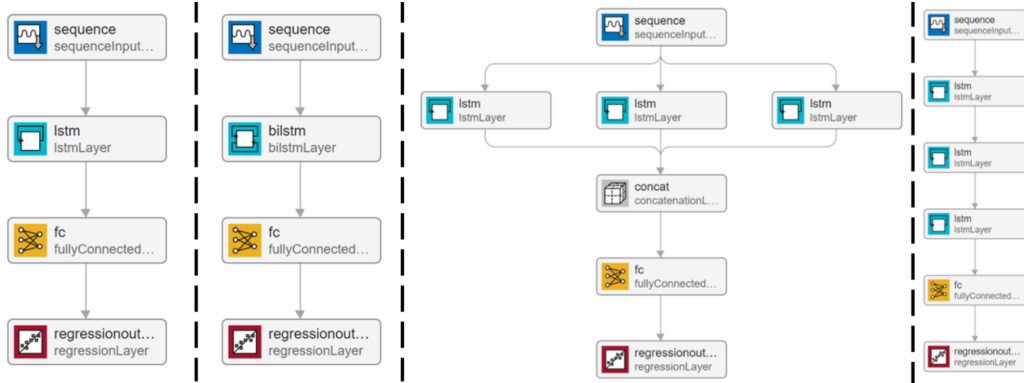 sequence
sequenceInput...
lstm
lstmLayer
fc
fullyConnected...
regressionout...
regressionLayer
sequence
sequenceInput...
bilstm
bilstmLayer
fc
fullyConnected...
regressionout...
regressionLayer
sequence
sequenceInput...
lstm
lstmLayer
lstm
lstmLayer
lstm
lstmLayer
concat
concatenationL...
fc
fullyConnected...
regressionout...
regressionLayer
sequence
sequenceInput...
lstm
lstmLayer
lstm
lstmLayer
lstm
lstmLayer
fc
fullyConnected...
regressionout...
regressionLayer